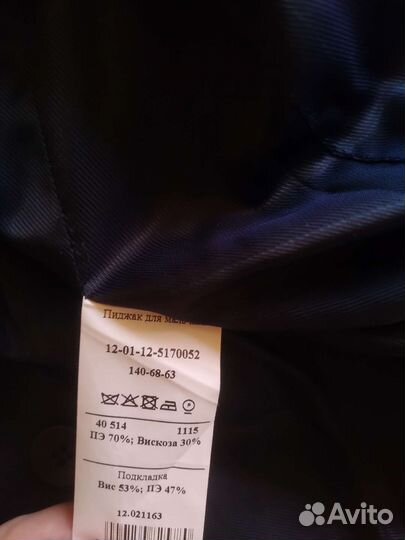 Пиджак для
12-01-12-5170052
140-68-63
40 514 1115
ПЭ 70%; Вискоза 30%
Подкладка
Вис 53%; ПЭ 47%
12.021163
Avito